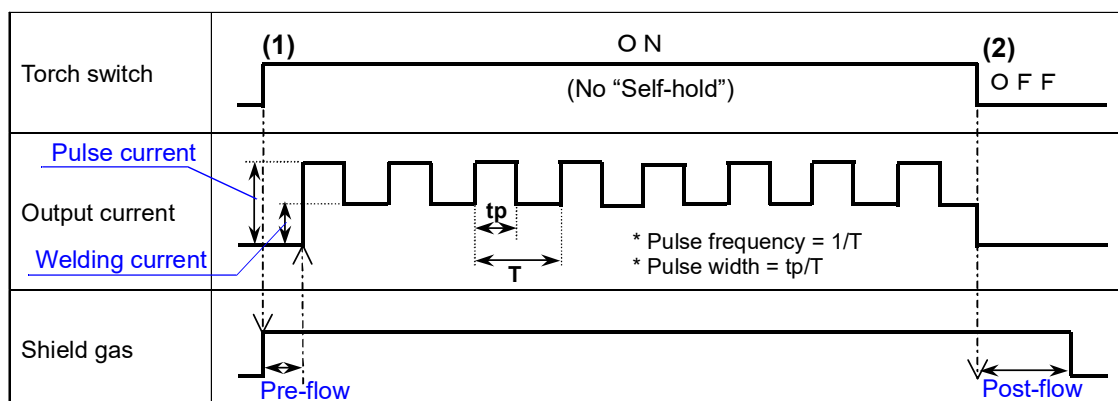 (1)
ＯＮ
(2)
Torch switch
(No “Self-hold”)
ＯＦＦ
Pulse current
Output current
tp
Welding current
* Pulse frequency = 1/T
* Pulse width = tp/T
T
Shield gas
Pre-flow
Post-flow